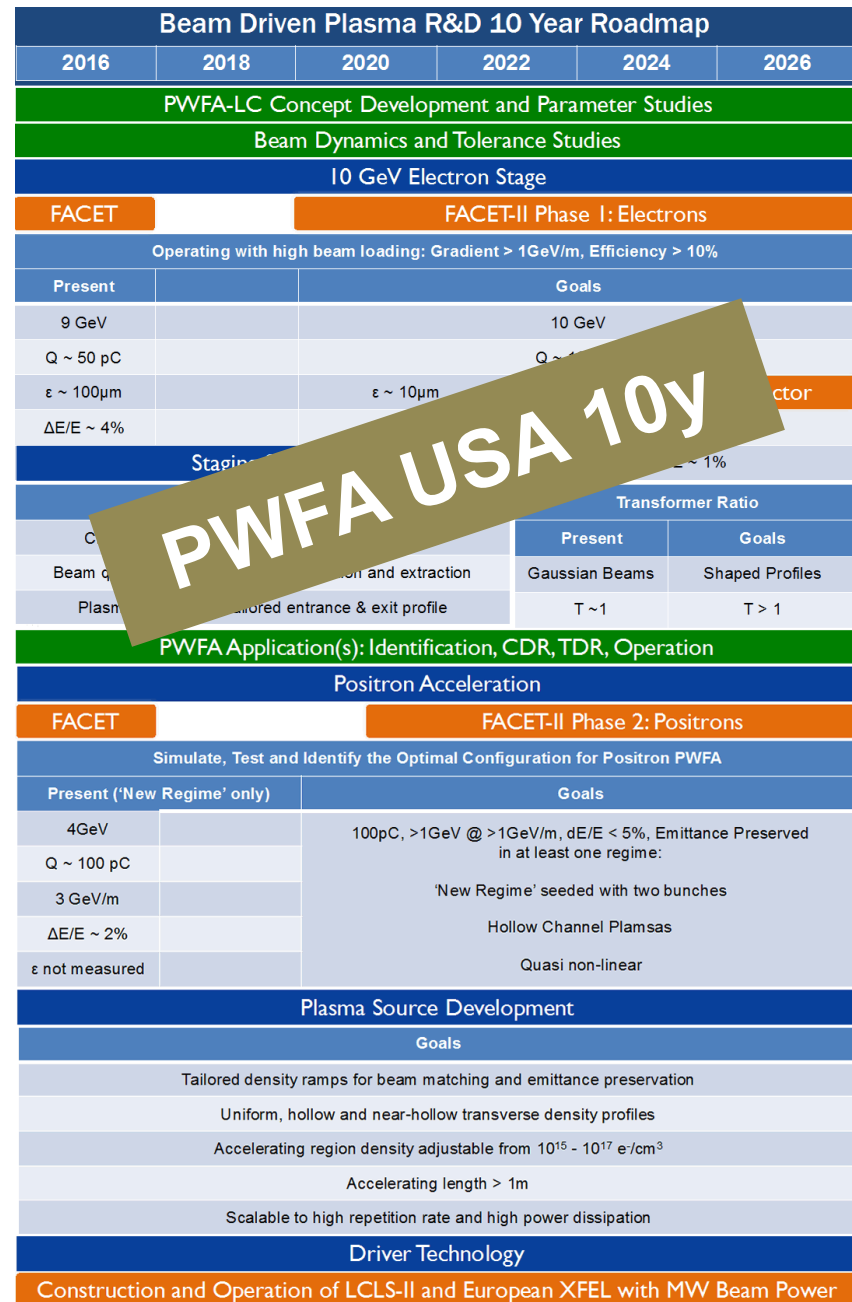 Beam Driven Plasma R&D 10 Year Roadmap
2016 2018 2020 2022 2024 2026
PWFA-LC Concept Development and Parameter Studies
Beam Dynamics and Tolerance Studies
10 GeV Electron Stage
FACET FACET-II Phase 1: Electrons
Operating with high beam loading: Gradient > 1GeV/m, Efficiency > 10%
Present Goals
9 GeV 10 GeV
Q ~ 50 pC Q ~
ε ~ 100μm ε ~ 10μm
ΔE/E ~ 4%
Staging ~ 1%
PWFA USA 10y
Transformer Ratio
Present Goals
Beam and extraction Gaussian Beams Shaped Profiles
entrance & exit profile T ~1 T > 1
PWFA Application(s): Identification, CDR, TDR, Operation
Positron Acceleration
FACET FACET-II Phase 2: Positrons
Simulate, Test and Identify the Optimal Configuration for Positron PWFA
Present (‘New Regime’ only) Goals
4GeV
Q ~ 100 pC
3 GeV/m
ΔE/E ~ 2%
ε not measured
100pC, >1GeV @ >1GeV/m, dE/E < 5%, Emittance Preserved
in at least one regime:
‘New Regime’ seeded with two bunches
Hollow Channel Plamsas
Quasi non-linear
Plasma Source Development
Goals
Tailored density ramps for beam matching and emittance preservation
Uniform, hollow and near-hollow transverse density profiles
Accelerating region density adjustable from 10¹⁵ - 10¹⁷ e⁻/cm³
Accelerating length > 1m
Scalable to high repetition rate and high power dissipation
Driver Technology
Construction and Operation of LCLS-II and European XFEL with MW Beam Power